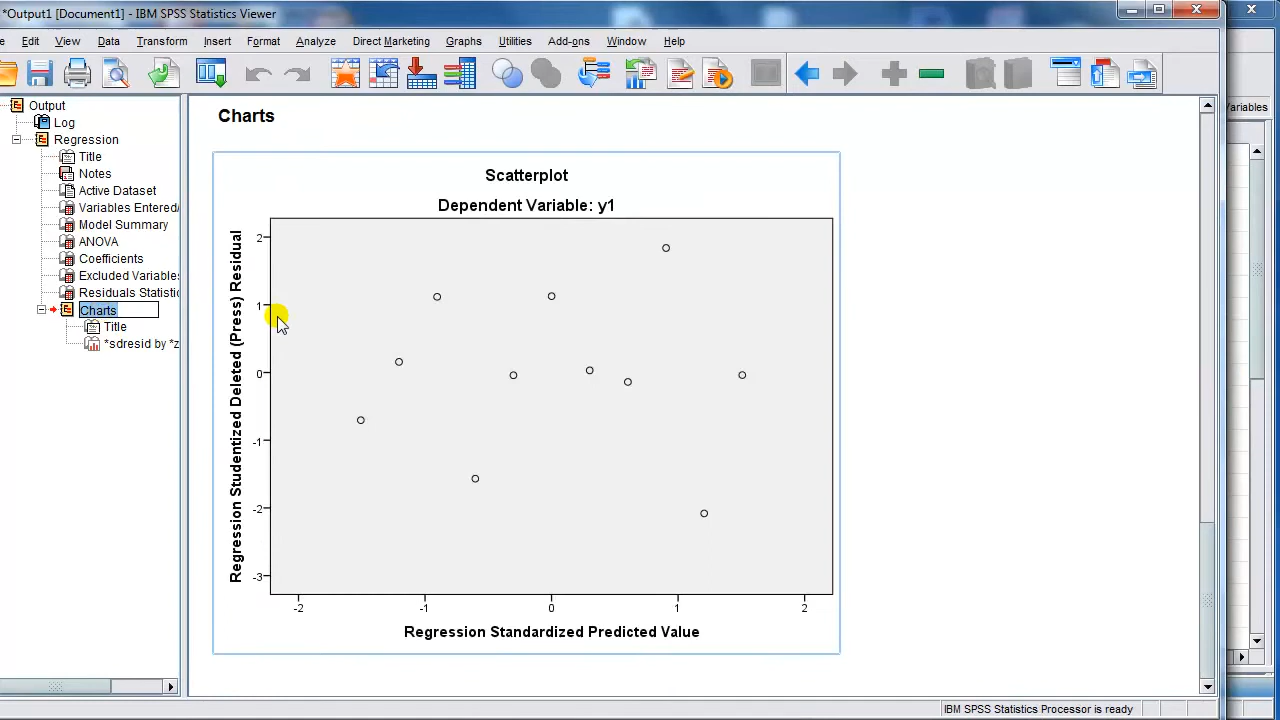 *Output1 [Document1] - IBM SPSS Statistics Viewer
e Edit View Data Transform Insert Format Analyze Direct Marketing Graphs Utilities Add-ons Window Help
Output
Log
Regression
Title
Notes
Active Dataset
Variables Entered/
Model Summary
ANOVA
Coefficients
Excluded Variables
Residuals Statistic
Charts
Title
*sdresid by *z
Charts
Scatterplot
Dependent Variable: y1
Regression Studentized Deleted (Press) Residual
2
1
0
-1
-2
-3
-2 -1 0 1 2
Regression Standardized Predicted Value
Variables
IBM SPSS Statistics Processor is ready